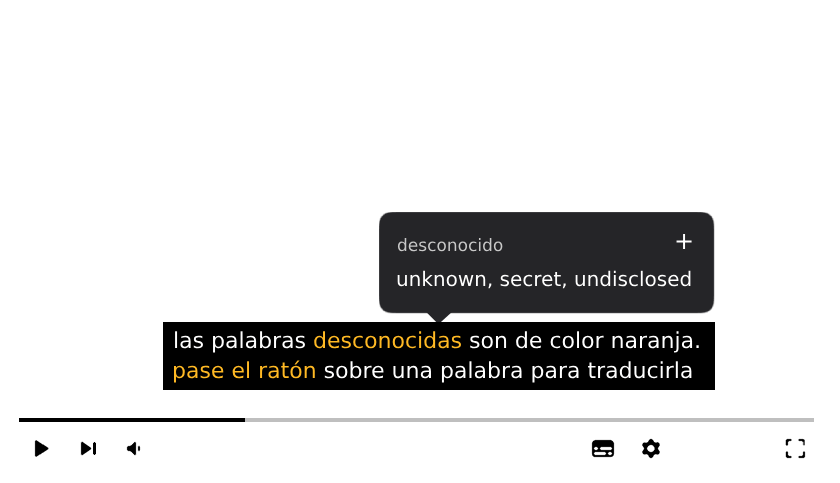 desconocido
unknown, secret, undisclosed
las palabras desconocidas son de color naranja.
pase el ratón sobre una palabra para traducirla